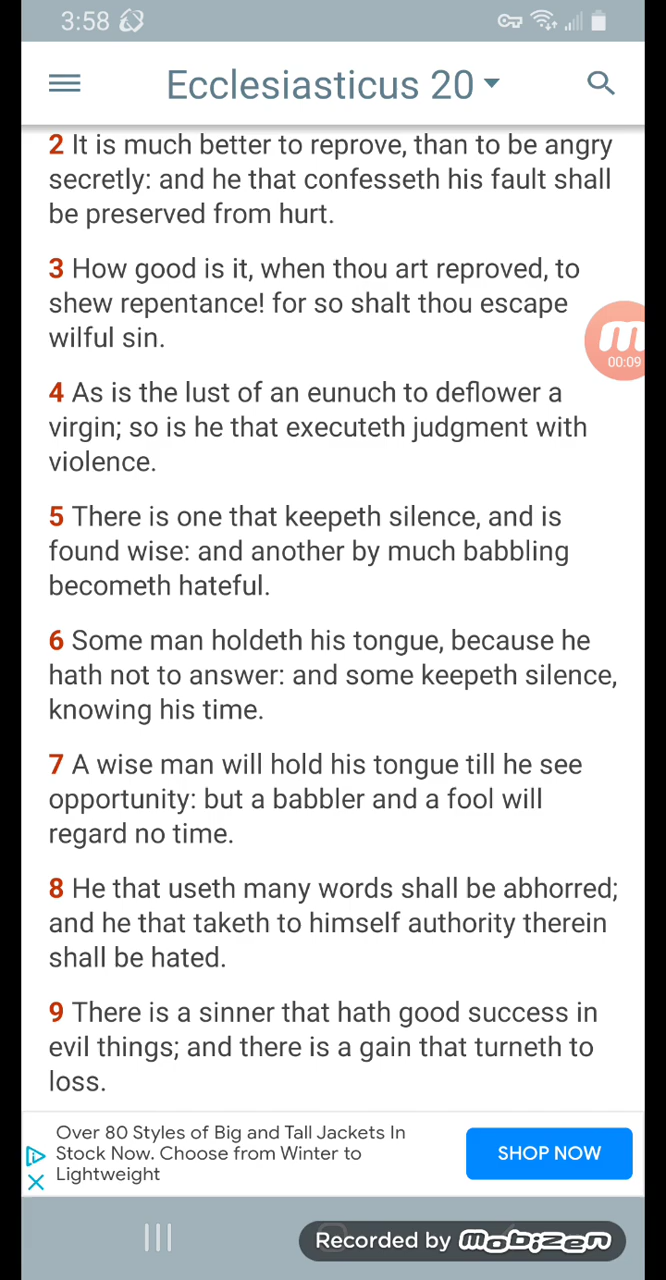 3:58
Ecclesiasticus 20
2 It is much better to reprove, than to be angry
secretly: and he that confesseth his fault shall
be preserved from hurt.
3 How good is it, when thou art reproved, to
shew repentance! for so shalt thou escape
wilful sin.
00:09
4 As is the lust of an eunuch to deflower a
virgin; so is he that executeth judgment with
violence.
5 There is one that keepeth silence, and is
found wise: and another by much babbling
becometh hateful.
6 Some man holdeth his tongue, because he
hath not to answer: and some keepeth silence,
knowing his time.
7 A wise man will hold his tongue till he see
opportunity: but a babbler and a fool will
regard no time.
8 He that useth many words shall be abhorred;
and he that taketh to himself authority therein
shall be hated.
9 There is a sinner that hath good success in
evil things; and there is a gain that turneth to
loss.
Over 80 Styles of Big and Tall Jackets In
Stock Now. Choose from Winter to
Lightweight
SHOP NOW
Recorded by mobizen